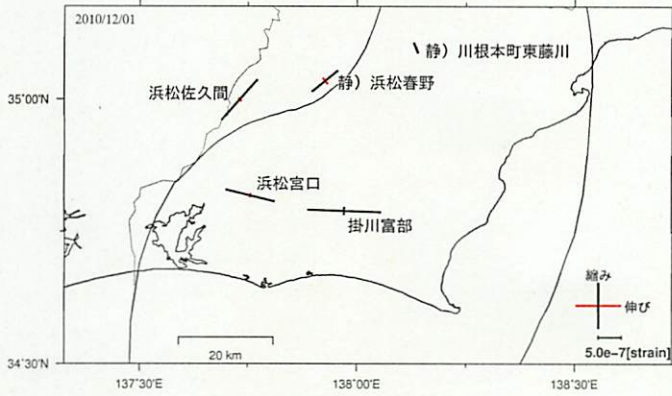 2010/12/01
静）川根本町東藤川
浜松佐久間
静）浜松春野
35°00'N
浜松宮口
掛川富部
縮み
伸び
5.0e-7[strain]
20 km
34°30'N
137°30'E
138°00'E
138°30'E